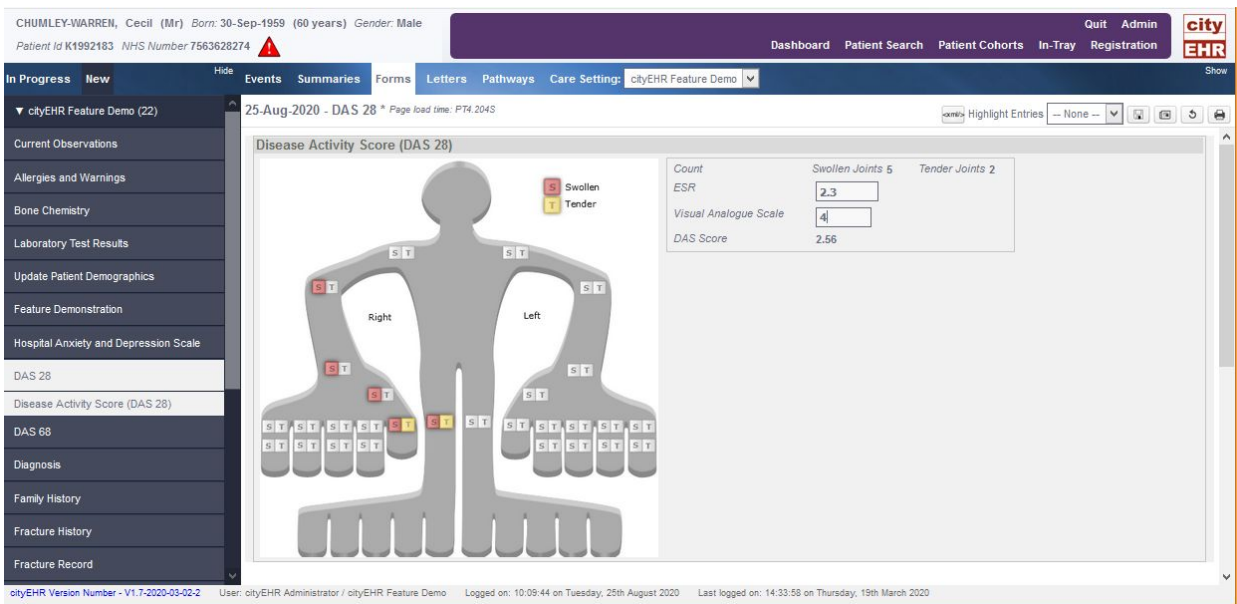 CHUMLEY-WARREN, Cecil (Mr) Born: 30-Sep-1959 (60 years) Gender: Male
Patient Id K1992183 NHS Number 7563628274
Quit Admin
Dashboard Patient Search Patient Cohorts In-Tray Registration
city
EHR
In Progress New Hide
Events Summaries Forms Letters Pathways Care Setting: cityEHR Feature Demo Show
▼ cityEHR Feature Demo (22)
Current Observations
Allergies and Warnings
Bone Chemistry
Laboratory Test Results
Update Patient Demographics
Feature Demonstration
Hospital Anxiety and Depression Scale
DAS 28
Disease Activity Score (DAS 28)
DAS 68
Diagnosis
Family History
Fracture History
Fracture Record
25-Aug-2020 - DAS 28 * Page load time: PT4.204S
<xml/> Highlight Entries -- None --
Disease Activity Score (DAS 28)
S Swollen
T Tender
S T S T
S T S T
Right Left
S T S T
S T S T
S T S T S T S T S T S T S T S T S T S T S T S T
S T S T S T S T S T S T S T S T
Count Swollen Joints 5 Tender Joints 2
ESR 2.3
Visual Analogue Scale 4
DAS Score 2.56
cityEHR Version Number - V1.7-2020-03-02-2 User: cityEHR Administrator / cityEHR Feature Demo Logged on: 10:09:44 on Tuesday, 25th August 2020 Last logged on: 14:33:58 on Thursday, 19th March 2020